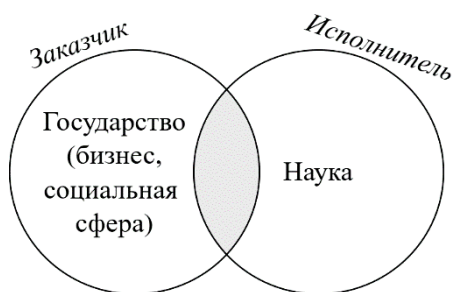 Заказчик
Исполнитель
Государство
(бизнес,
социальная
сфера)
Наука